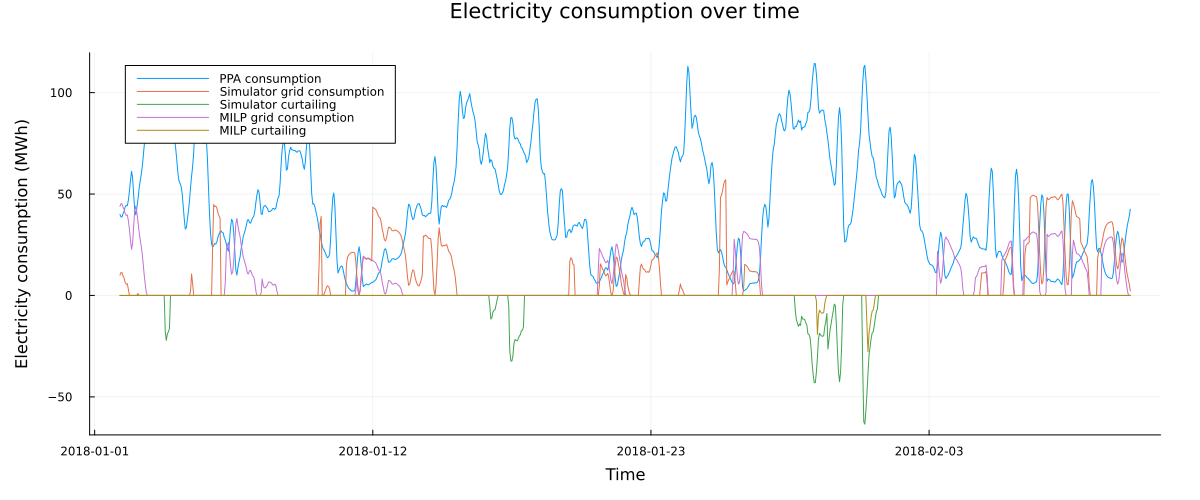 Electricity consumption over time
PPA consumption
Simulator grid consumption
Simulator curtailing
MILP grid consumption
MILP curtailing
Electricity consumption (MWh)
100
50
0
−50
2018-01-01 2018-01-12 2018-01-23 2018-02-03
Time